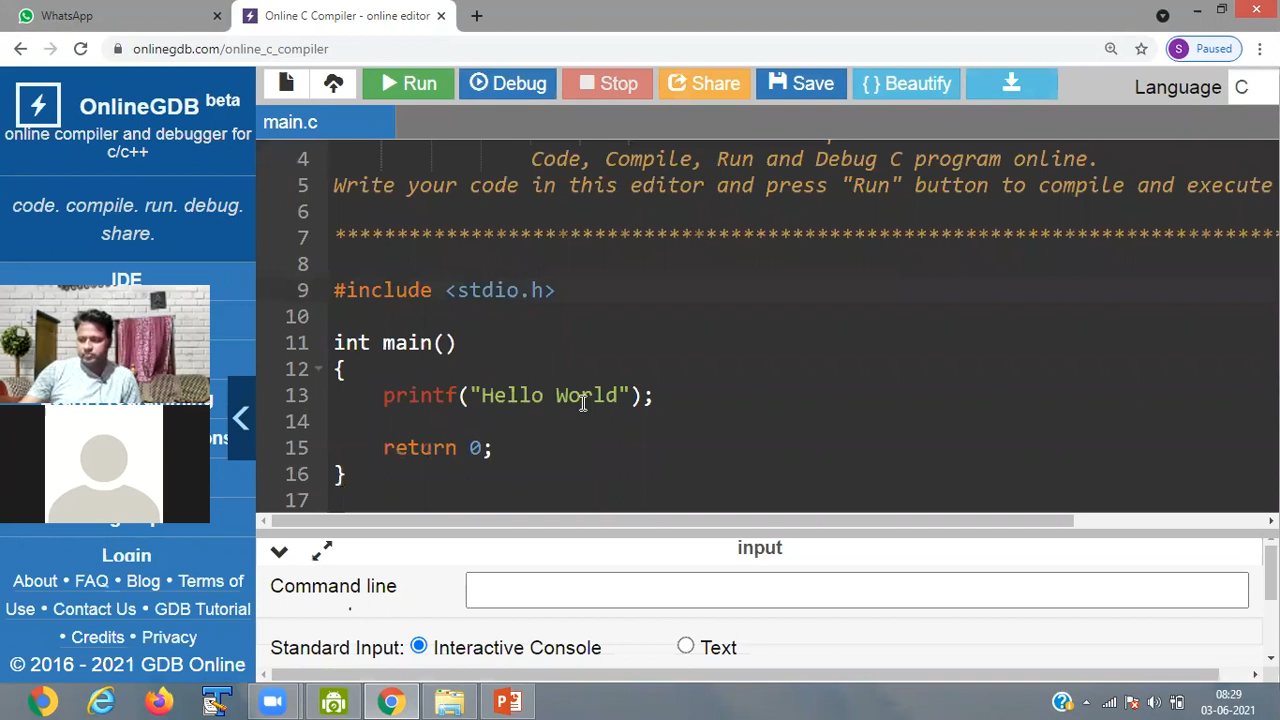 WhatsApp
Online C Compiler - online editor
onlinegdb.com/online_c_compiler
Paused
S
OnlineGDB beta
online compiler and debugger for c/c++
code. compile. run. debug. share.
IDE
Login
About • FAQ • Blog • Terms of
Use • Contact Us • GDB Tutorial
• Credits • Privacy
© 2016 - 2021 GDB Online
Run
Debug
Stop
Share
Save
{ } Beautify
Language C
main.c
4 Code, Compile, Run and Debug C program online.
5 Write your code in this editor and press "Run" button to compile and execute
6
7 *****************************************************************************
8
9 #include <stdio.h>
10
11 int main()
12 {
13 printf("Hello World");
14
15 return 0;
16 }
17
input
Command line
Standard Input: Interactive Console Text
08:29
03-06-2021